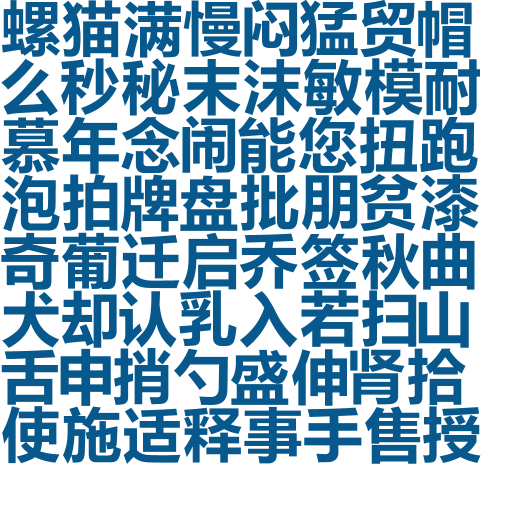 螺猫满慢闷猛贸帽
么秒秘末沫敏模耐
慕年念闹能您扭跑
泡拍牌盘批朋贫漆
奇葡迁启乔签秋曲
犬却认乳入若扫山
舌申捎勺盛伸肾拾
使施适释事手售授